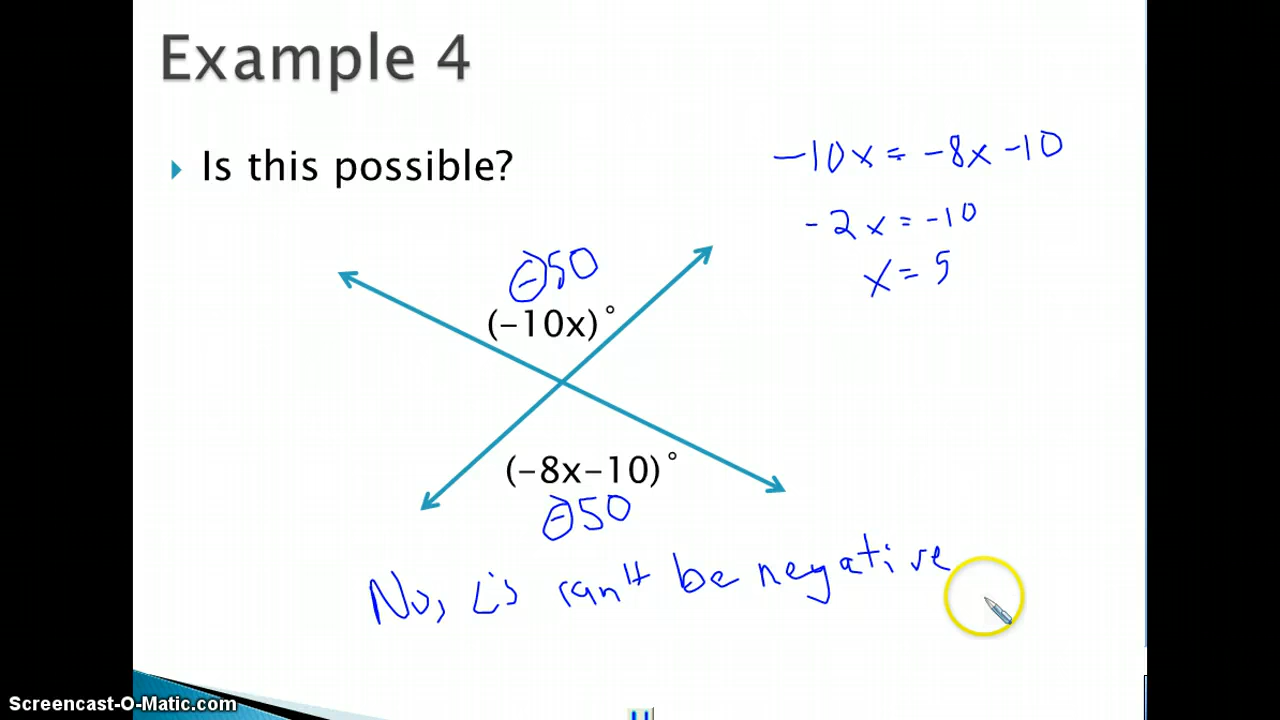 Example 4
Is this possible?
-10x = -8x -10
-2x = -10
x = 5
-50
(-10x)°
(-8x-10)°
-50
No, ∠'s can't be negative
Screencast-O-Matic.com